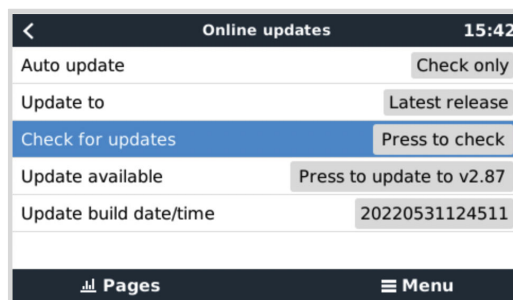 Online updates 15:42
Auto update Check only
Update to Latest release
Check for updates Press to check
Update available Press to update to v2.87
Update build date/time 20220531124511
Pages Menu